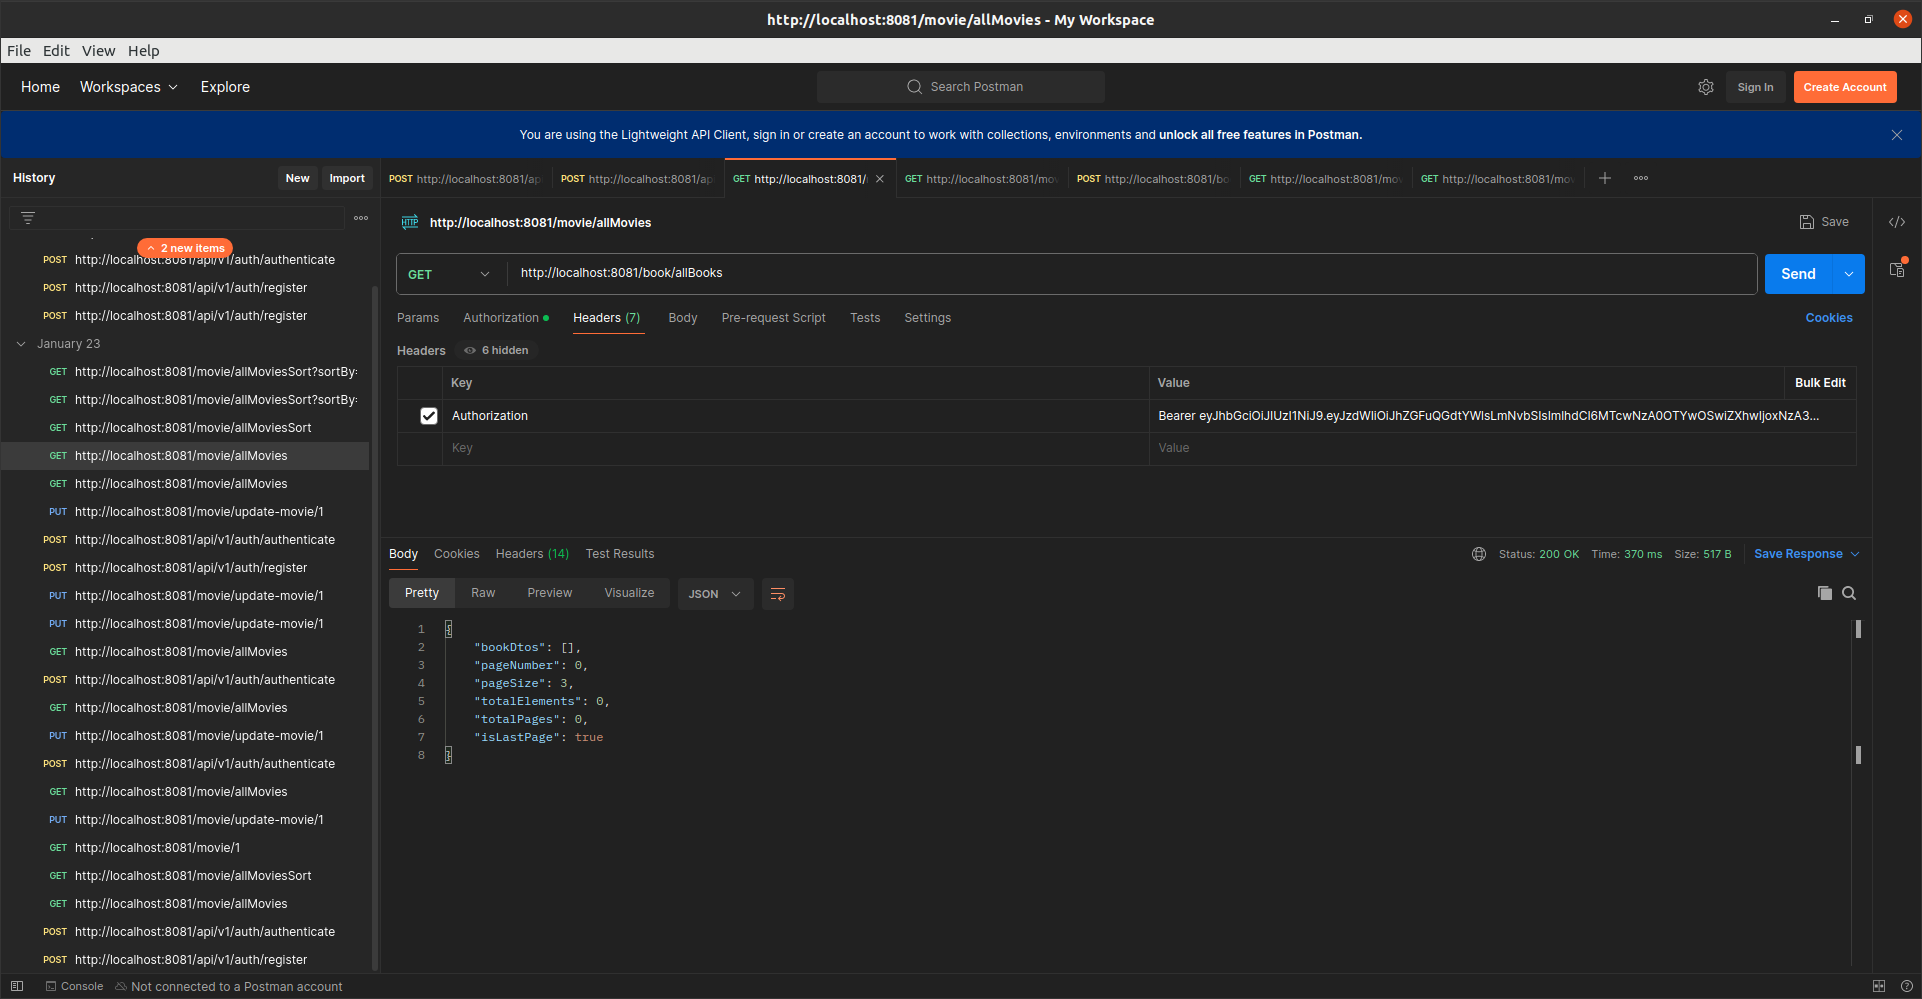 http://localhost:8081/movie/allMovies - My Workspace
File Edit View Help
Home Workspaces Explore Search Postman Sign In Create Account
You are using the Lightweight API Client, sign in or create an account to work with collections, environments and unlock all free features in Postman.
History New Import
POST http://localhost:8081/ap POST http://localhost:8081/ap GET http://localhost:8081/ GET http://localhost:8081/mo POST http://localhost:8081/bo GET http://localhost:8081/mo GET http://localhost:8081/mo
2 new items
POST http://localhost:8081/api/v1/auth/authenticate
POST http://localhost:8081/api/v1/auth/register
POST http://localhost:8081/api/v1/auth/register
January 23
GET http://localhost:8081/movie/allMoviesSort?sortBy:
GET http://localhost:8081/movie/allMoviesSort?sortBy:
GET http://localhost:8081/movie/allMoviesSort
GET http://localhost:8081/movie/allMovies
GET http://localhost:8081/movie/allMovies
PUT http://localhost:8081/movie/update-movie/1
POST http://localhost:8081/api/v1/auth/authenticate
POST http://localhost:8081/api/v1/auth/register
PUT http://localhost:8081/movie/update-movie/1
PUT http://localhost:8081/movie/update-movie/1
GET http://localhost:8081/movie/allMovies
POST http://localhost:8081/api/v1/auth/authenticate
GET http://localhost:8081/movie/allMovies
PUT http://localhost:8081/movie/update-movie/1
POST http://localhost:8081/api/v1/auth/authenticate
GET http://localhost:8081/movie/allMovies
PUT http://localhost:8081/movie/update-movie/1
GET http://localhost:8081/movie/1
GET http://localhost:8081/movie/allMoviesSort
GET http://localhost:8081/movie/allMovies
POST http://localhost:8081/api/v1/auth/authenticate
POST http://localhost:8081/api/v1/auth/register
HTTP http://localhost:8081/movie/allMovies Save
GET http://localhost:8081/book/allBooks Send
Params Authorization Headers (7) Body Pre-request Script Tests Settings Cookies
Headers 6 hidden
Key Value Bulk Edit
Authorization Bearer eyJhbGciOiJIUzI1NiJ9.eyJzdWIiOiJhZGFuQGdtYWlsLmNvbSIsImlhdCI6MTcwNzA0OTYwOSwiZXhwIjoxNzA3...
Key Value
Body Cookies Headers (14) Test Results Status: 200 OK Time: 370 ms Size: 517 B Save Response
Pretty Raw Preview Visualize JSON
1 {
2 "bookDtos": [],
3 "pageNumber": 0,
4 "pageSize": 3,
5 "totalElements": 0,
6 "totalPages": 0,
7 "isLastPage": true
8 }
Console Not connected to a Postman account